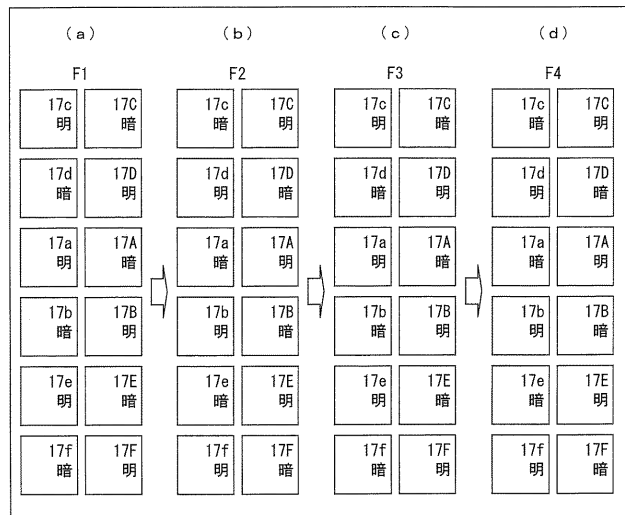 (a) (b) (c) (d)
F1 F2 F3 F4
17c 17C 17c 17C 17c 17C 17c 17C
明 暗 暗 明 明 暗 暗 明
17d 17D 17d 17D 17d 17D 17d 17D
暗 明 明 暗 暗 明 明 暗
17a 17A 17a 17A 17a 17A 17a 17A
明 暗 暗 明 明 暗 暗 明
17b 17B 17b 17B 17b 17B 17b 17B
暗 明 明 暗 暗 明 明 暗
17e 17E 17e 17E 17e 17E 17e 17E
明 暗 暗 明 明 暗 暗 明
17f 17F 17f 17F 17f 17F 17f 17F
暗 明 明 暗 暗 明 明 暗